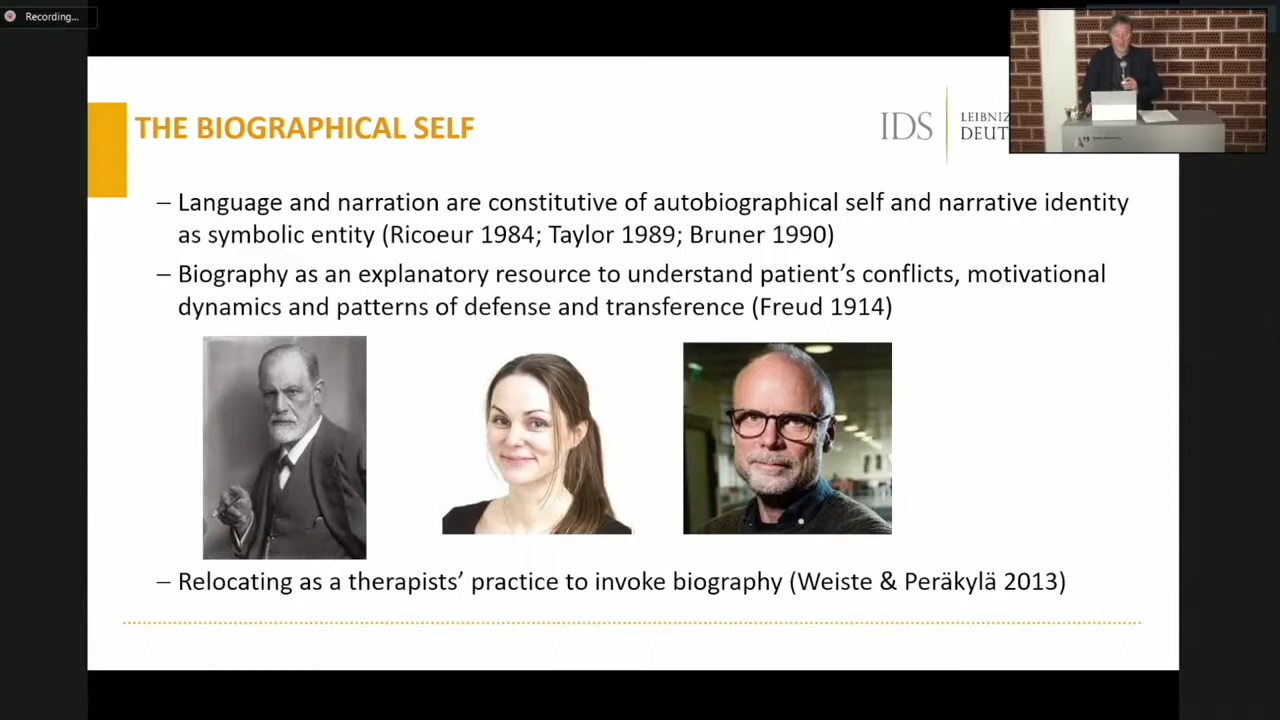 Recording...
THE BIOGRAPHICAL SELF
IDS
LEIBNIZ
DEUT
– Language and narration are constitutive of autobiographical self and narrative identity
as symbolic entity (Ricoeur 1984; Taylor 1989; Bruner 1990)
– Biography as an explanatory resource to understand patient’s conflicts, motivational
dynamics and patterns of defense and transference (Freud 1914)
– Relocating as a therapists’ practice to invoke biography (Weiste & Peräkylä 2013)